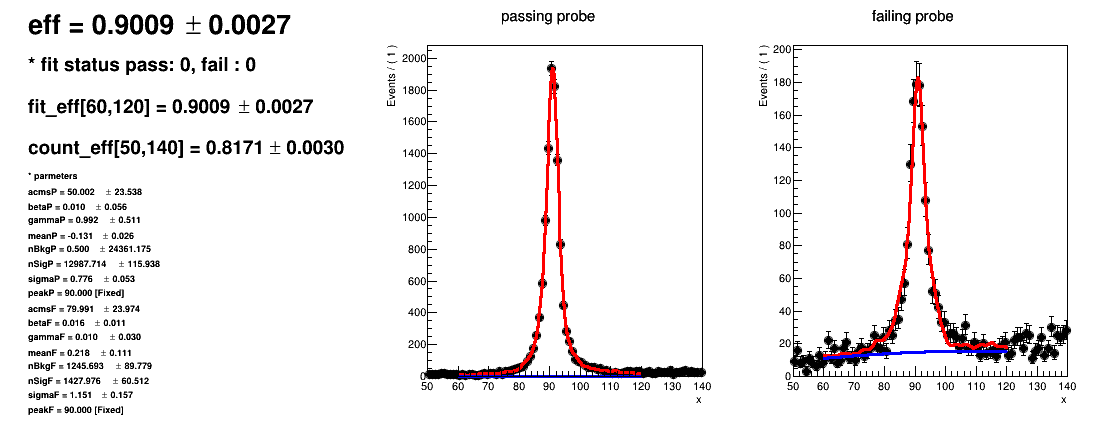 eff = 0.9009 ± 0.0027
* fit status pass: 0, fail : 0
fit_eff[60,120] = 0.9009 ± 0.0027
count_eff[50,140] = 0.8171 ± 0.0030
* parmeters
acmsP = 50.002 ± 23.538
betaP = 0.010 ± 0.056
gammaP = 0.992 ± 0.511
meanP = -0.131 ± 0.026
nBkgP = 0.500 ± 24361.175
nSigP = 12987.714 ± 115.938
sigmaP = 0.776 ± 0.053
peakP = 90.000 [Fixed]
acmsF = 79.991 ± 23.974
betaF = 0.016 ± 0.011
gammaF = 0.010 ± 0.030
meanF = 0.218 ± 0.111
nBkgF = 1245.693 ± 89.779
nSigF = 1427.976 ± 60.512
sigmaF = 1.151 ± 0.157
peakF = 90.000 [Fixed]
passing probe
Events / ( 1 )
2000
1800
1600
1400
1200
1000
800
600
400
200
0
50 60 70 80 90 100 110 120 130 140
x
failing probe
Events / ( 1 )
200
180
160
140
120
100
80
60
40
20
0
50 60 70 80 90 100 110 120 130 140
x